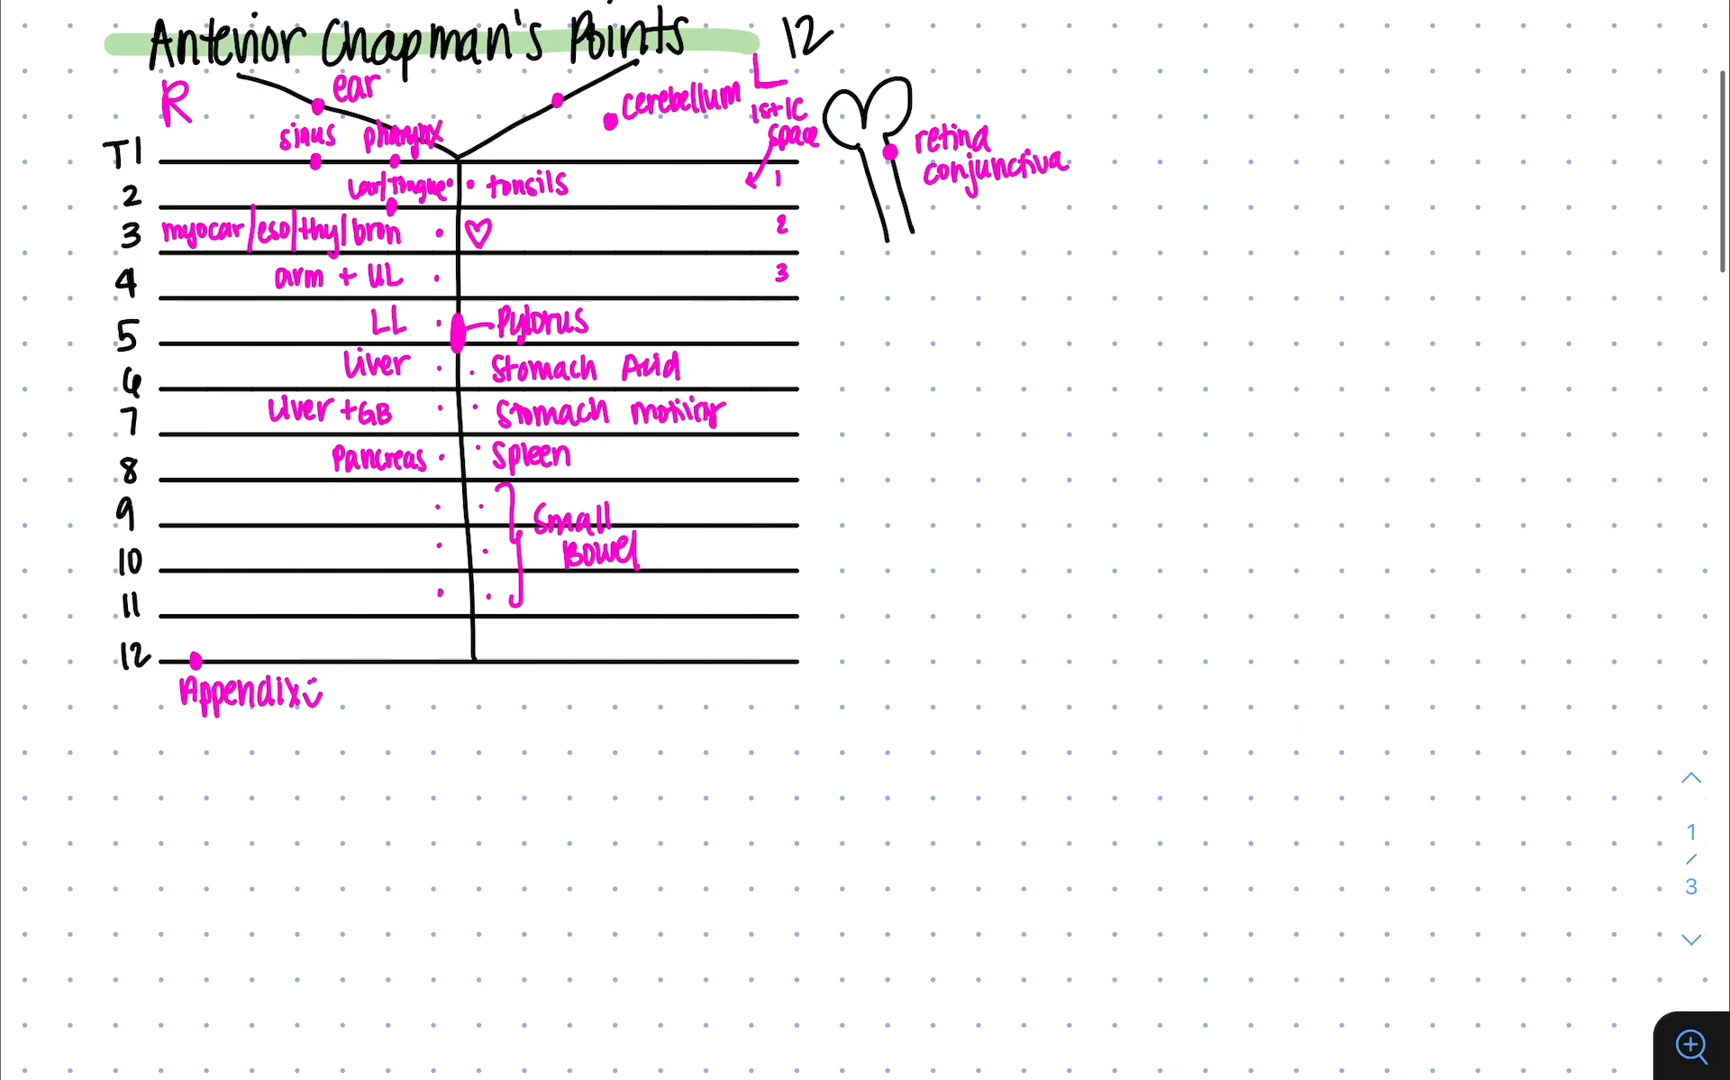 Anterior Chapman's Points 12
R ear L
cerebellum 1st IC
sinus pharynx space retina
T1 conjunctiva
Lar/Tongue tonsils 1
2
3 myocar/eso/thy/bron 2
4 arm + UL 3
5 LL Pylorus
6 Liver Stomach Acid
7 Liver + GB Stomach
8 Pancreas Spleen
9 Small
10 Bowel
11
12
Appendix
1
/
3